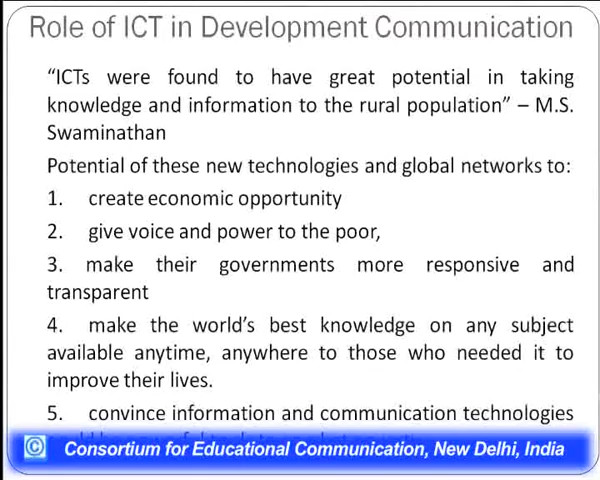 Role of ICT in Development Communication
“ICTs were found to have great potential in taking
knowledge and information to the rural population” – M.S.
Swaminathan
Potential of these new technologies and global networks to:
1. create economic opportunity
2. give voice and power to the poor,
3. make their governments more responsive and
transparent
4. make the world’s best knowledge on any subject
available anytime, anywhere to those who needed it to
improve their lives.
5. convince information and communication technologies
© Consortium for Educational Communication, New Delhi, India